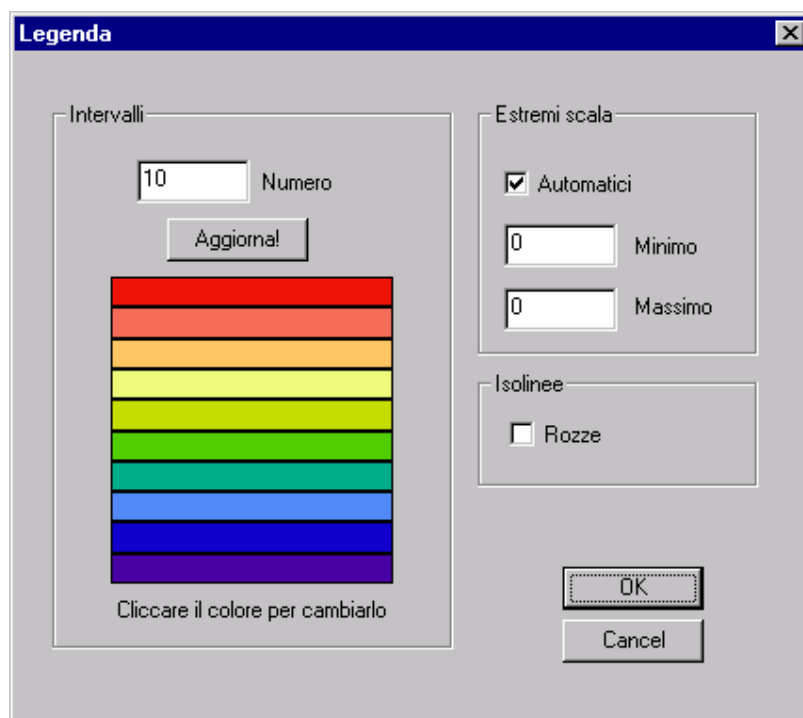 Legenda
Intervalli
10 Numero
Aggiorna!
Cliccare il colore per cambiarlo
Estremi scala
Automatici
0 Minimo
0 Massimo
Isolinee
Rozze
OK
Cancel